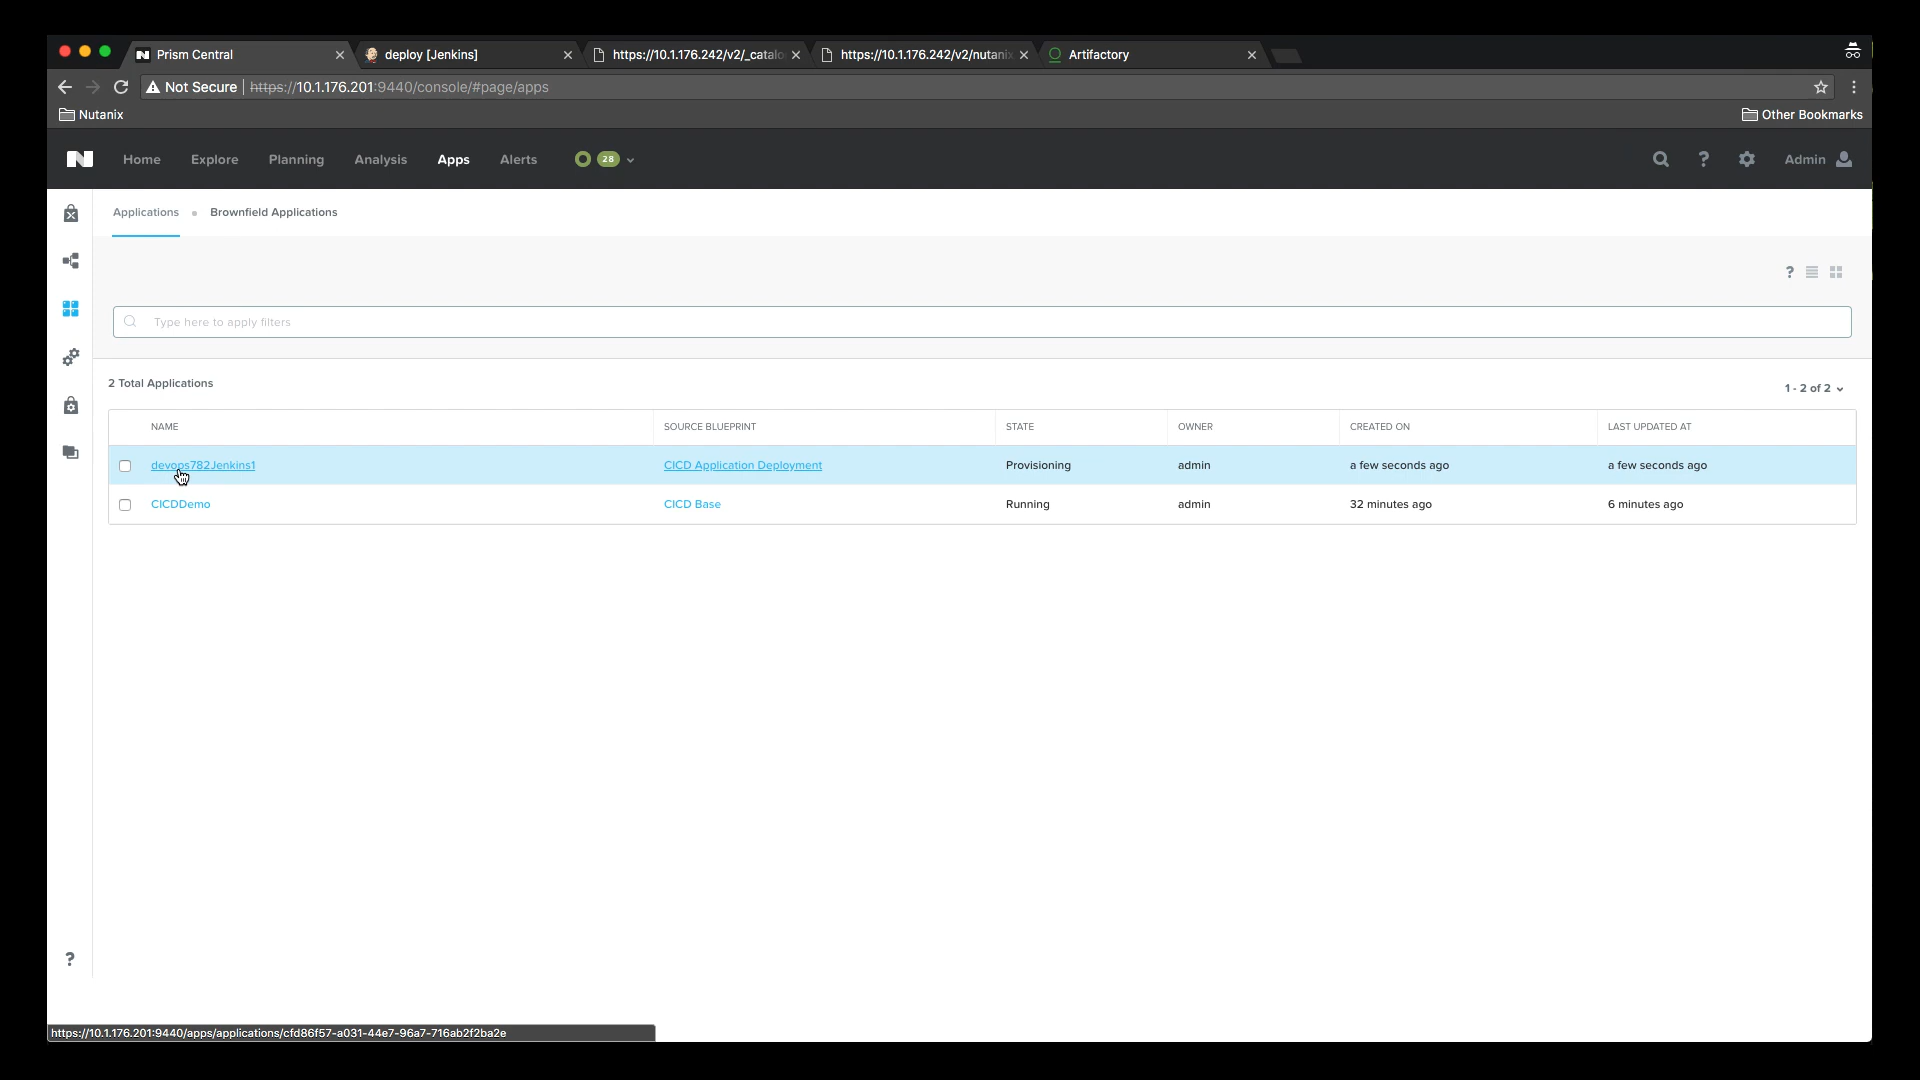 Prism Central
deploy [Jenkins]
https://10.1.176.242/v2/_catalo
https://10.1.176.242/v2/nutanix
Artifactory
Not Secure https://10.1.176.201:9440/console/#page/apps
Nutanix
Other Bookmarks
Home Explore Planning Analysis Apps Alerts 28
? Admin
Applications Brownfield Applications
?
Type here to apply filters
2 Total Applications
1 - 2 of 2
NAME SOURCE BLUEPRINT STATE OWNER CREATED ON LAST UPDATED AT
devops782Jenkins1 CICD Application Deployment Provisioning admin a few seconds ago a few seconds ago
CICDDemo CICD Base Running admin 32 minutes ago 6 minutes ago
?
https://10.1.176.201:9440/apps/applications/cfd86f57-a031-44e7-96a7-716ab2f2ba2e